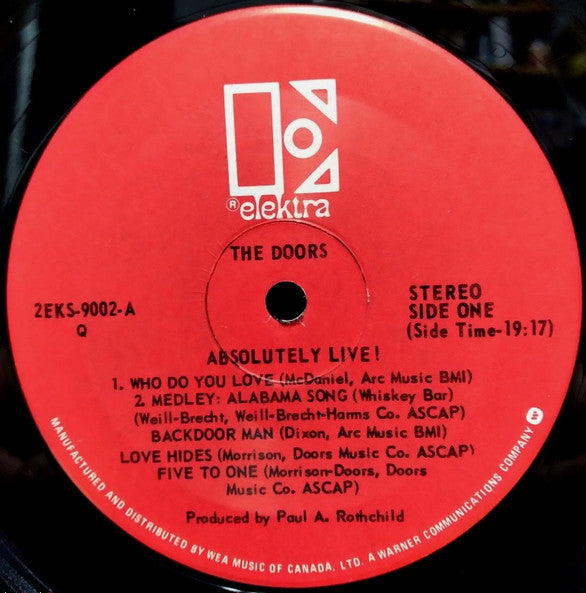 ® elektra
THE DOORS
2EKS-9002-A
Q
STEREO
SIDE ONE
(Side Time-19:17)
ABSOLUTELY LIVE!
1. WHO DO YOU LOVE (McDaniel, Arc Music BMI)
2. MEDLEY: ALABAMA SONG (Whiskey Bar)
(Weill-Brecht, Weill-Brecht-Harms Co. ASCAP)
BACKDOOR MAN (Dixon, Arc Music BMI)
LOVE HIDES (Morrison, Doors Music Co. ASCAP)
FIVE TO ONE (Morrison-Doors, Doors
Music Co. ASCAP)
Produced by Paul A. Rothchild
MANUFACTURED AND DISTRIBUTED BY WEA MUSIC OF CANADA, LTD. A WARNER COMMUNICATIONS COMPANY